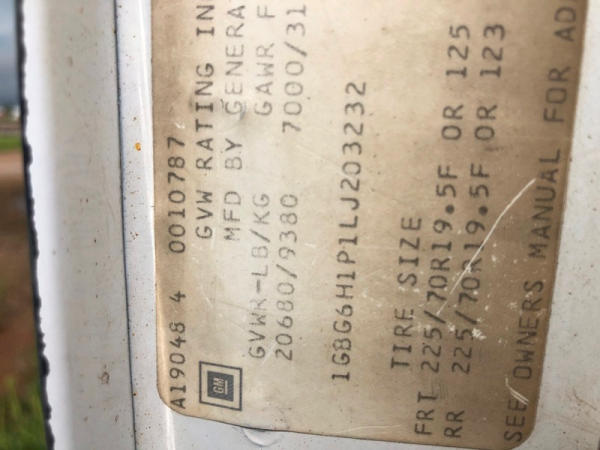 A19048 4 0010787
GVW RATING IN
MFD BY GENERA
GM
GVWR-LB/KG GAWR F
20680/9380 7000/31
1GBG6H1P1LJ203232
TIRE SIZE
FRT 225/70R19.5F OR 125
RR 225/70R19.5F OR 123
SEE OWNERS MANUAL FOR AD